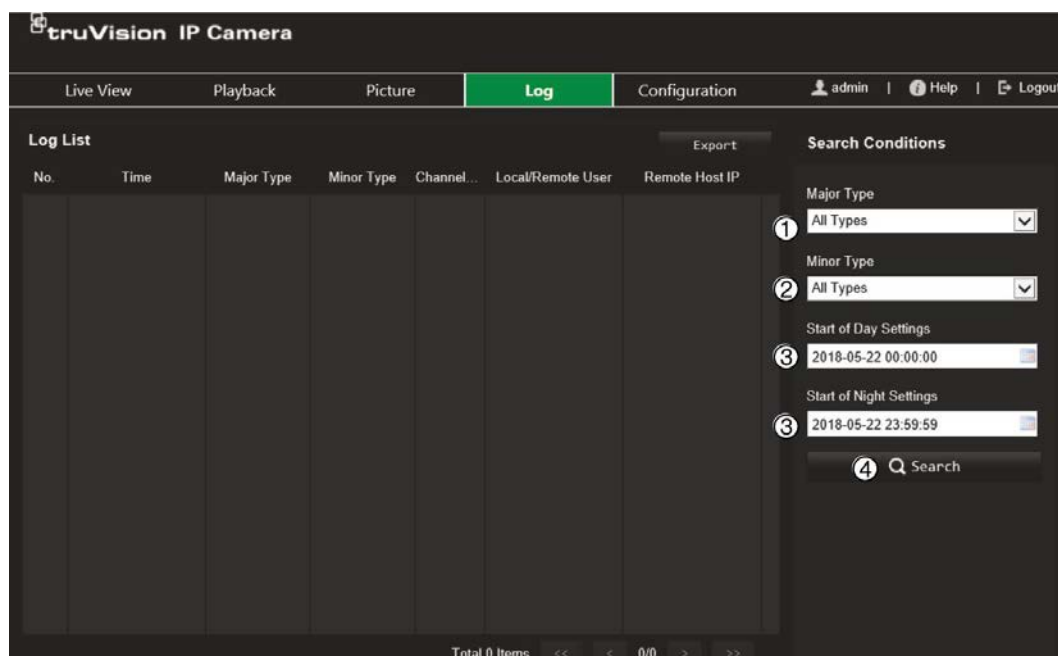 truVision IP Camera
Live View Playback Picture Log Configuration admin | Help | Logout
Log List
Export
No. Time Major Type Minor Type Channel... Local/Remote User Remote Host IP
Search Conditions
Major Type
① All Types
Minor Type
② All Types
Start of Day Settings
③ 2018-05-22 00:00:00
Start of Night Settings
③ 2018-05-22 23:59:59
④ Search
Total 0 Items << < 0/0 > >>